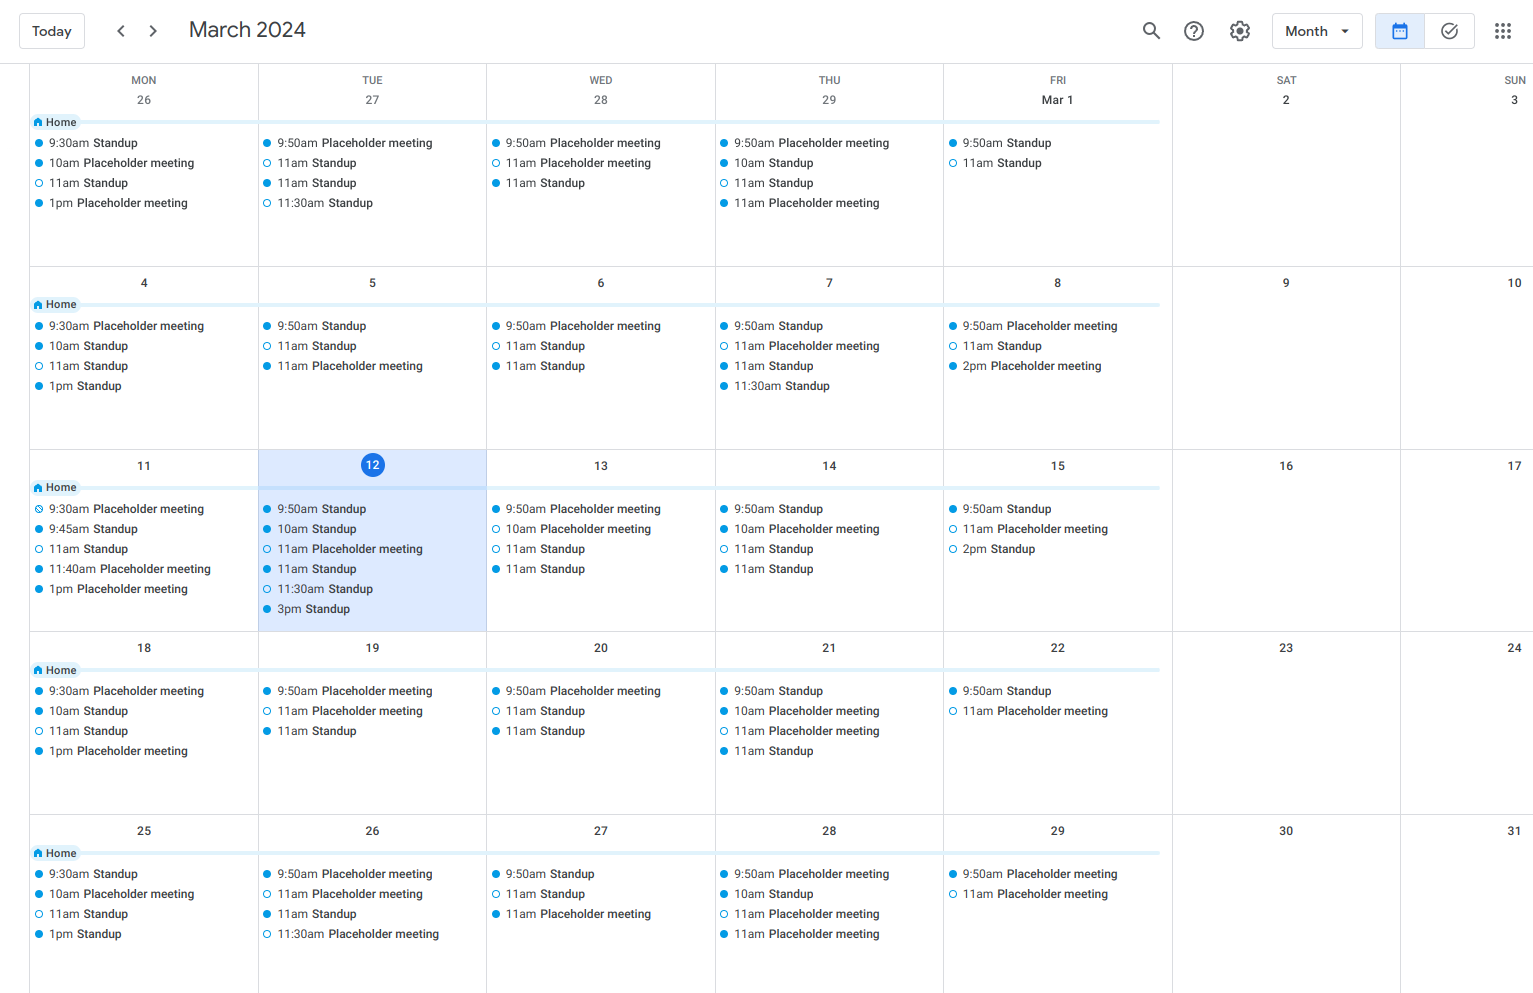 Today March 2024 Month
MON TUE WED THU FRI SAT SUN
26 27 28 29 Mar 1 2 3
Home
9:30am Standup
10am Placeholder meeting
11am Standup
1pm Placeholder meeting
9:50am Placeholder meeting
11am Standup
11am Standup
11:30am Standup
9:50am Placeholder meeting
11am Placeholder meeting
11am Standup
9:50am Placeholder meeting
10am Standup
11am Standup
11am Placeholder meeting
9:50am Standup
11am Standup
4 5 6 7 8 9 10
Home
9:30am Placeholder meeting
10am Standup
11am Standup
1pm Standup
9:50am Standup
11am Standup
11am Placeholder meeting
9:50am Placeholder meeting
11am Standup
11am Standup
9:50am Standup
11am Placeholder meeting
11am Standup
11:30am Standup
9:50am Placeholder meeting
11am Standup
2pm Placeholder meeting
11 12 13 14 15 16 17
Home
9:30am Placeholder meeting
9:45am Standup
11am Standup
11:40am Placeholder meeting
1pm Placeholder meeting
9:50am Standup
10am Standup
11am Placeholder meeting
11am Standup
11:30am Standup
3pm Standup
9:50am Placeholder meeting
10am Placeholder meeting
11am Standup
11am Standup
9:50am Standup
10am Placeholder meeting
11am Standup
11am Standup
9:50am Standup
11am Placeholder meeting
2pm Standup
18 19 20 21 22 23 24
Home
9:30am Placeholder meeting
10am Standup
11am Standup
1pm Placeholder meeting
9:50am Placeholder meeting
11am Placeholder meeting
11am Standup
9:50am Placeholder meeting
11am Standup
11am Standup
9:50am Standup
10am Placeholder meeting
11am Placeholder meeting
11am Standup
9:50am Standup
11am Placeholder meeting
25 26 27 28 29 30 31
Home
9:30am Standup
10am Placeholder meeting
11am Standup
1pm Standup
9:50am Placeholder meeting
11am Placeholder meeting
11am Standup
11:30am Placeholder meeting
9:50am Standup
11am Standup
11am Placeholder meeting
9:50am Placeholder meeting
10am Standup
11am Placeholder meeting
11am Placeholder meeting
9:50am Placeholder meeting
11am Placeholder meeting